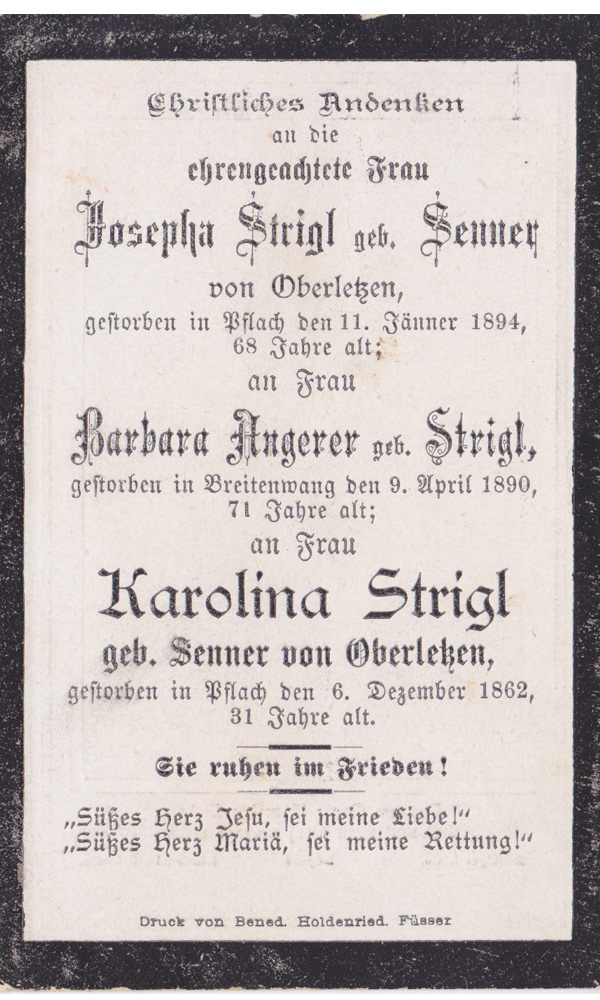 Christliches Andenken
an die
ehrengeachtete Frau
Josepha Strigl geb. Senner
von Oberletzen,
gestorben in Pflach den 11. Jänner 1894,
68 Jahre alt;
an Frau
Barbara Angerer geb. Strigl,
gestorben in Breitenwang den 9. April 1890,
71 Jahre alt;
an Frau
Karolina Strigl
geb. Senner von Oberletzen,
gestorben in Pflach den 6. Dezember 1862,
31 Jahre alt.
Sie ruhen im Frieden!
„Süßes Herz Jesu, sei meine Liebe!“
„Süßes Herz Mariä, sei meine Rettung!“
Druck von Bened. Holdenried. Füsser